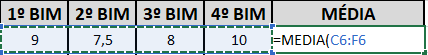 1º BIM 2º BIM 3º BIM 4º BIM MÉDIA
9 7,5 8 10 =MEDIA(C6:F6